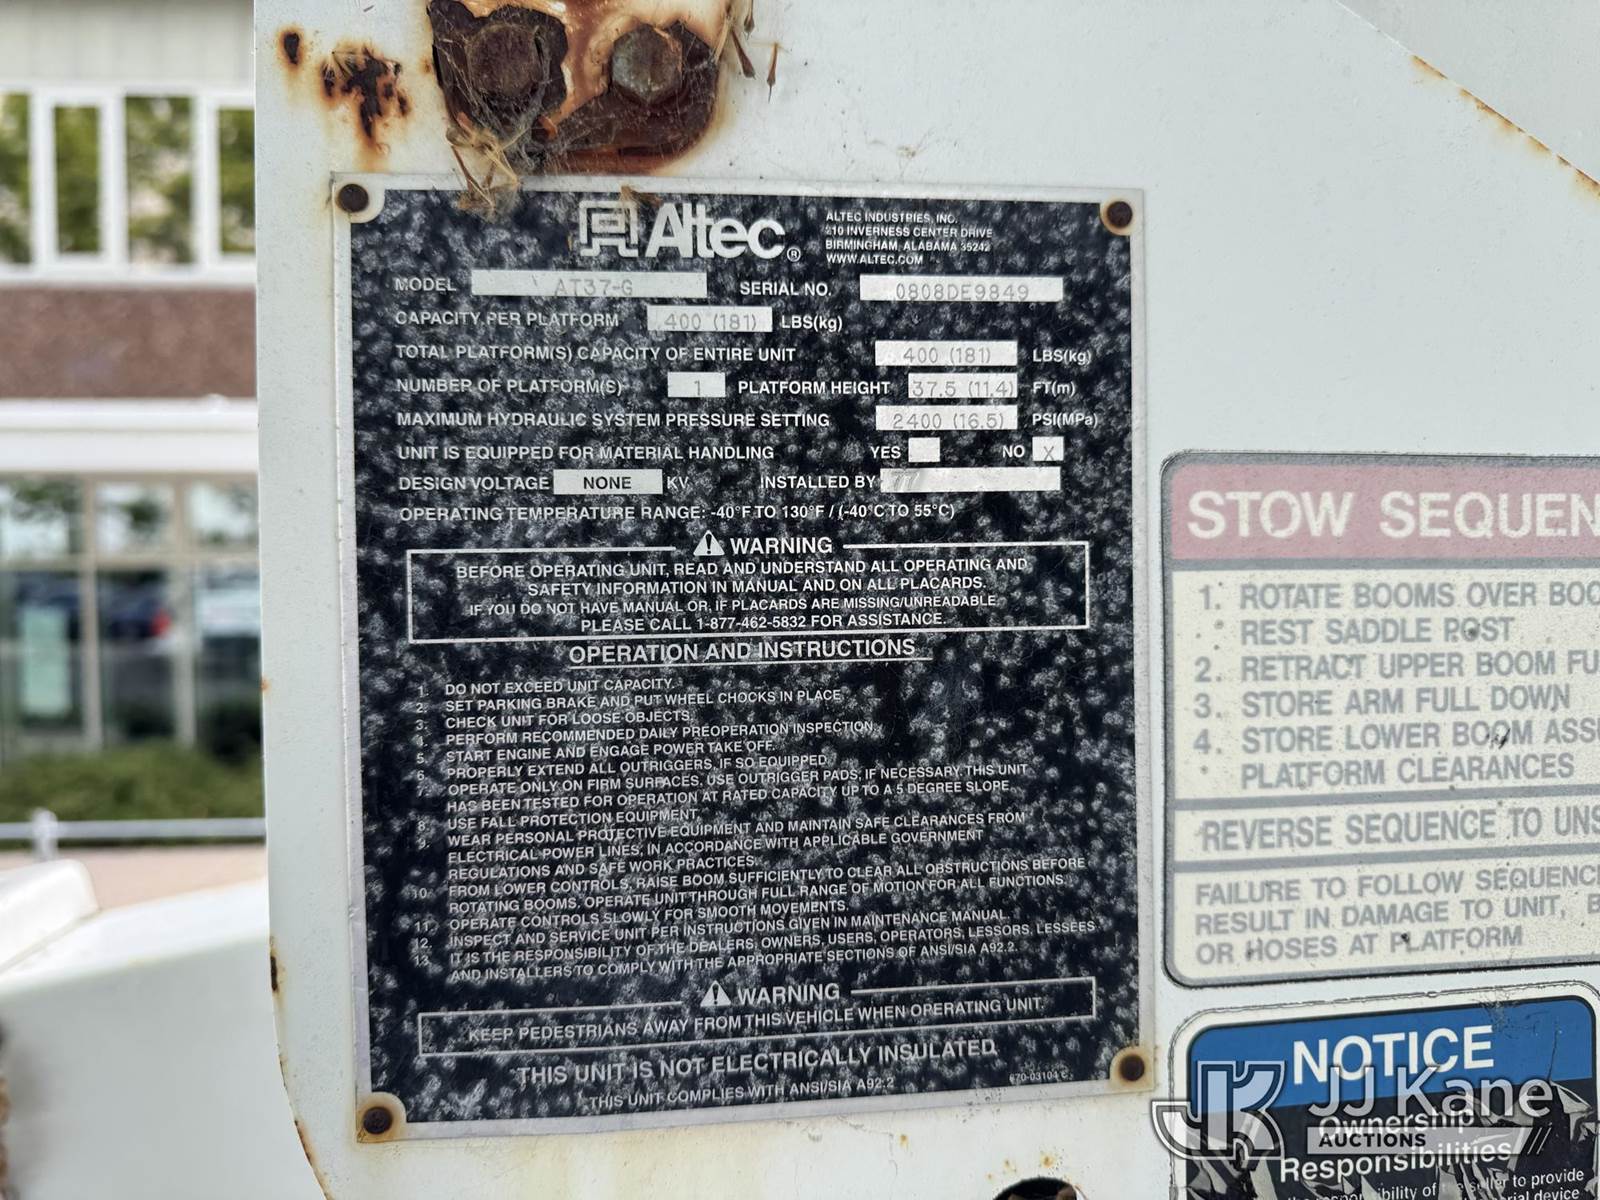 Altec®
ALTEC INDUSTRIES, INC.
210 INVERNESS CENTER DRIVE
BIRMINGHAM, ALABAMA 35242
WWW.ALTEC.COM
MODEL AT37-G SERIAL NO. 0808DE9849
CAPACITY PER PLATFORM 400 (181) LBS(kg)
TOTAL PLATFORM(S) CAPACITY OF ENTIRE UNIT 400 (181) LBS(kg)
NUMBER OF PLATFORM(S) 1 PLATFORM HEIGHT 37.5 (11.4) FT(m)
MAXIMUM HYDRAULIC SYSTEM PRESSURE SETTING 2400 (16.5) PSI(MPa)
UNIT IS EQUIPPED FOR MATERIAL HANDLING YES NO X
DESIGN VOLTAGE NONE KV INSTALLED BY
OPERATING TEMPERATURE RANGE: -40°F TO 130°F / (-40°C TO 55°C)
WARNING
BEFORE OPERATING UNIT, READ AND UNDERSTAND ALL OPERATING AND
SAFETY INFORMATION IN MANUAL AND ON ALL PLACARDS.
IF YOU DO NOT HAVE MANUAL OR, IF PLACARDS ARE MISSING/UNREADABLE
PLEASE CALL 1-877-462-5832 FOR ASSISTANCE.
OPERATION AND INSTRUCTIONS
1. DO NOT EXCEED UNIT CAPACITY.
2. SET PARKING BRAKE AND PUT WHEEL CHOCKS IN PLACE.
3. CHECK UNIT FOR LOOSE OBJECTS.
4. PERFORM RECOMMENDED DAILY PREOPERATION INSPECTION.
5. START ENGINE AND ENGAGE POWER TAKE OFF.
6. PROPERLY EXTEND ALL OUTRIGGERS, IF SO EQUIPPED.
7. OPERATE ONLY ON FIRM SURFACES. USE OUTRIGGER PADS, IF NECESSARY. THIS UNIT
HAS BEEN TESTED FOR OPERATION AT RATED CAPACITY UP TO A 5 DEGREE SLOPE.
8. USE FALL PROTECTION EQUIPMENT.
9. WEAR PERSONAL PROTECTIVE EQUIPMENT AND MAINTAIN SAFE CLEARANCES FROM
ELECTRICAL POWER LINES, IN ACCORDANCE WITH APPLICABLE GOVERNMENT
REGULATIONS AND SAFE WORK PRACTICES.
10. FROM LOWER CONTROLS, RAISE BOOM SUFFICIENTLY TO CLEAR ALL OBSTRUCTIONS BEFORE
ROTATING BOOMS. OPERATE UNIT THROUGH FULL RANGE OF MOTION FOR ALL FUNCTIONS.
11. OPERATE CONTROLS SLOWLY FOR SMOOTH MOVEMENTS.
12. INSPECT AND SERVICE UNIT PER INSTRUCTIONS GIVEN IN MAINTENANCE MANUAL.
13. IT IS THE RESPONSIBILITY OF THE DEALERS, OWNERS, USERS, OPERATORS, LESSORS, LESSEES
AND INSTALLERS TO COMPLY WITH THE APPROPRIATE SECTIONS OF ANSI/SIA A92.2.
WARNING
KEEP PEDESTRIANS AWAY FROM THIS VEHICLE WHEN OPERATING UNIT.
THIS UNIT IS NOT ELECTRICALLY INSULATED
THIS UNIT COMPLIES WITH ANSI/SIA A92.2
670-03104 C
STOW SEQUEN
1. ROTATE BOOMS OVER BOO
REST SADDLE POST
2. RETRACT UPPER BOOM FU
3. STORE ARM FULL DOWN
4. STORE LOWER BOOM ASS
PLATFORM CLEARANCES
REVERSE SEQUENCE TO UNS
FAILURE TO FOLLOW SEQUENC
RESULT IN DAMAGE TO UNIT, B
OR HOSES AT PLATFORM
NOTICE
Ownership
Responsibilities
responsibility of the seller to provide
device
JK JJ Kane
AUCTIONS